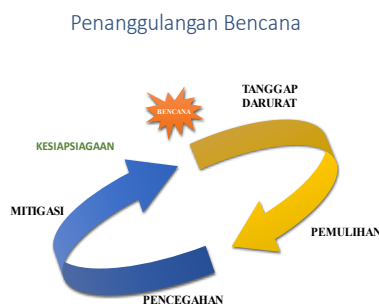 Penanggulangan Bencana
TANGGAP
DARURAT
BENCANA
KESIAPSIAGAAN
MITIGASI
PEMULIHAN
PENCEGAHAN